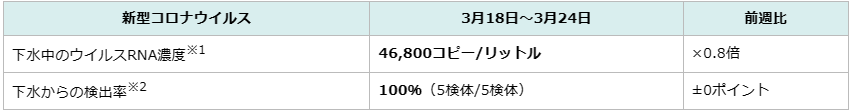 新型コロナウイルス 3月18日～3月24日 前週比
下水中のウイルスRNA濃度※1 46,800コピー/リットル ×0.8倍
下水からの検出率※2 100%（5検体/5検体） ±0ポイント